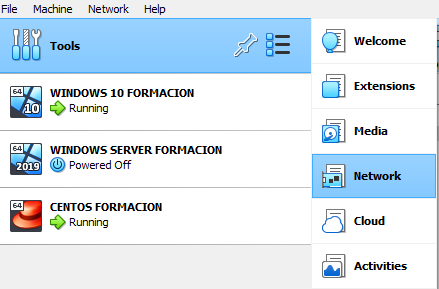 File Machine Network Help
Tools
Welcome
Extensions
Media
Network
Cloud
Activities
64
10
WINDOWS 10 FORMACION
Running
64
2019
WINDOWS SERVER FORMACION
Powered Off
64
CENTOS FORMACION
Running